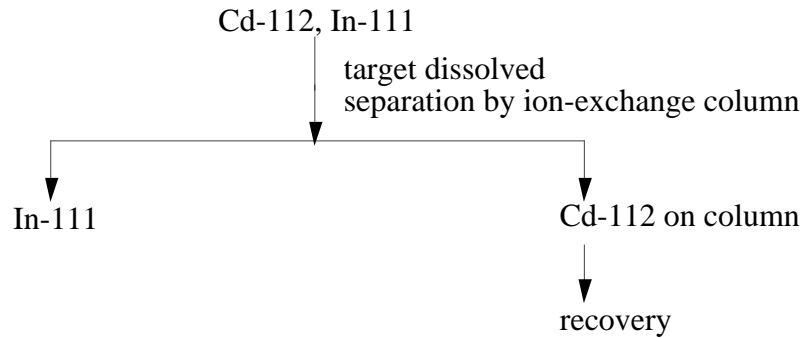 Cd-112, In-111
target dissolved
separation by ion-exchange column
In-111
Cd-112 on column
recovery